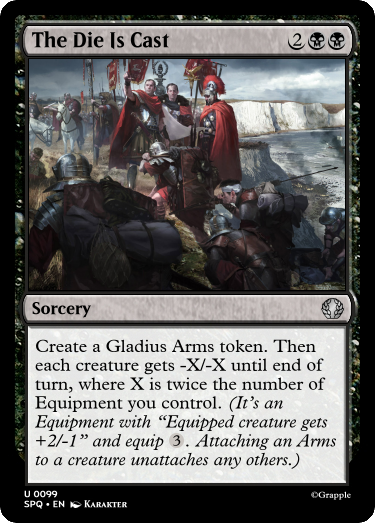 The Die Is Cast 2
Sorcery
Create a Gladius Arms token. Then
each creature gets -X/-X until end of
turn, where X is twice the number of
Equipment you control. (It's an
Equipment with “Equipped creature gets
+2/-1” and equip 3 . Attaching an Arms
to a creature unattaches any others.)
U 0099
©Grapple
SPQ • EN Karakter